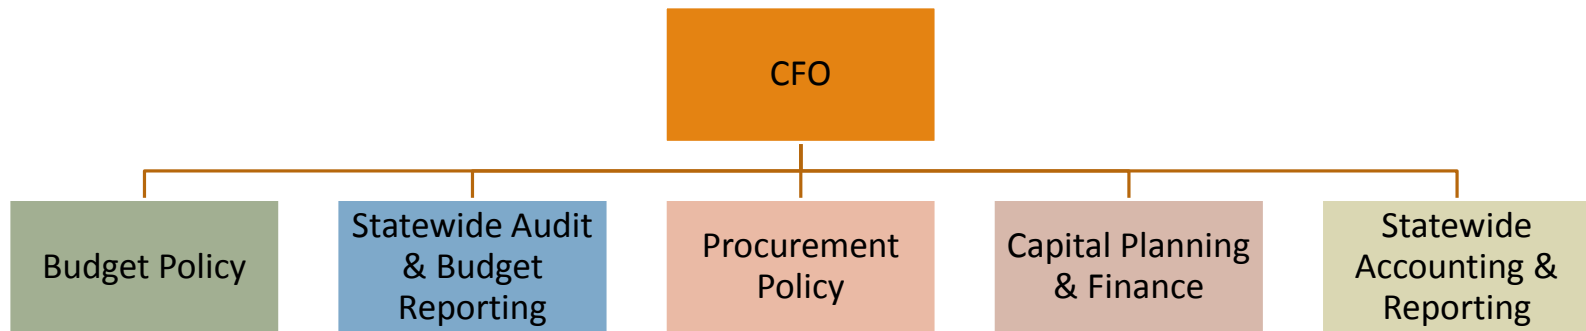 CFO
Budget Policy
Statewide Audit
& Budget
Reporting
Procurement
Policy
Capital Planning
& Finance
Statewide
Accounting &
Reporting